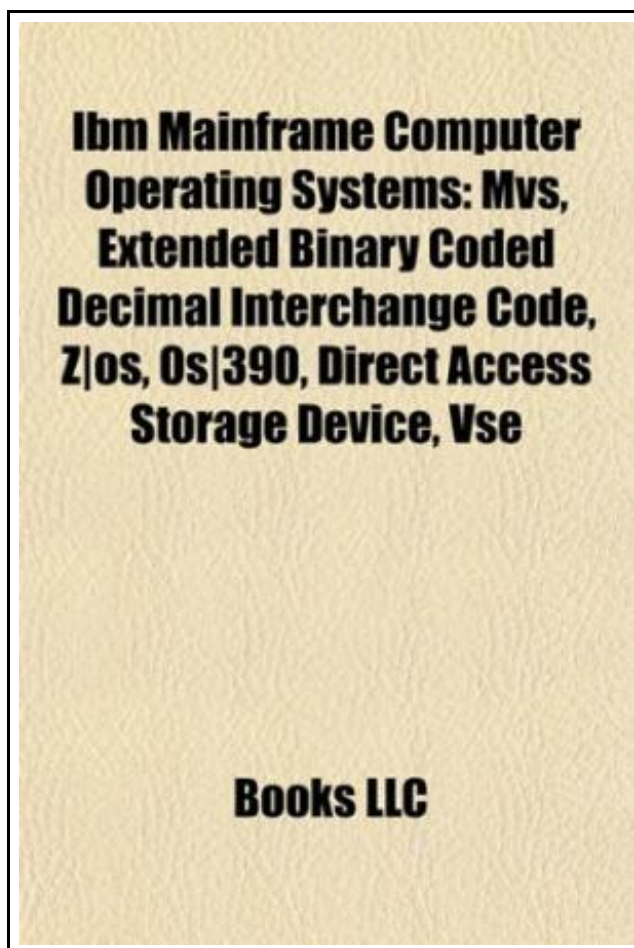 Ibm Mainframe Computer
Operating Systems: Mvs,
Extended Binary Coded
Decimal Interchange Code,
Z|os, Os|390, Direct Access
Storage Device, Vse
Books LLC